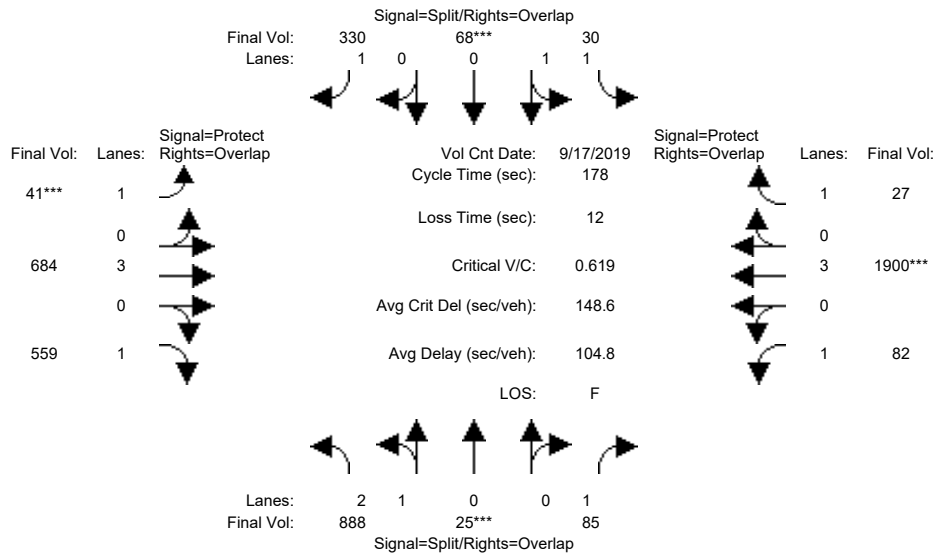 Signal=Split/Rights=Overlap
Final Vol: 330 68*** 30
Lanes: 1 0 0 1 1
Signal=Protect
Final Vol: Lanes: Rights=Overlap
Vol Cnt Date: 9/17/2019
Signal=Protect
Rights=Overlap Lanes: Final Vol:
Cycle Time (sec): 178
41*** 1
1 27
Loss Time (sec): 12
0
0
684 3
Critical V/C: 0.619
3 1900***
0
Avg Crit Del (sec/veh): 148.6
0
559 1
Avg Delay (sec/veh): 104.8
1 82
LOS: F
Lanes: 2 1 0 0 1
Final Vol: 888 25*** 85
Signal=Split/Rights=Overlap